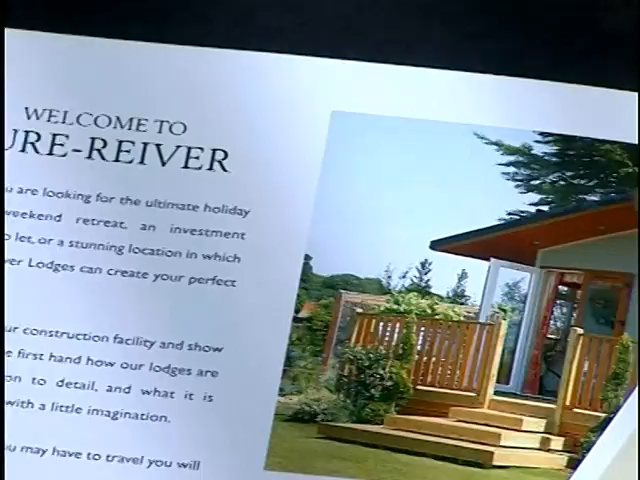 WELCOME TO
URE-REIVER
u are looking for the ultimate holiday
weekend retreat, an investment
o let, or a stunning location in which
ver Lodges can create your perfect
ur construction facility and show
e first hand how our lodges are
on to detail, and what it is
with a little imagination.
u may have to travel you will